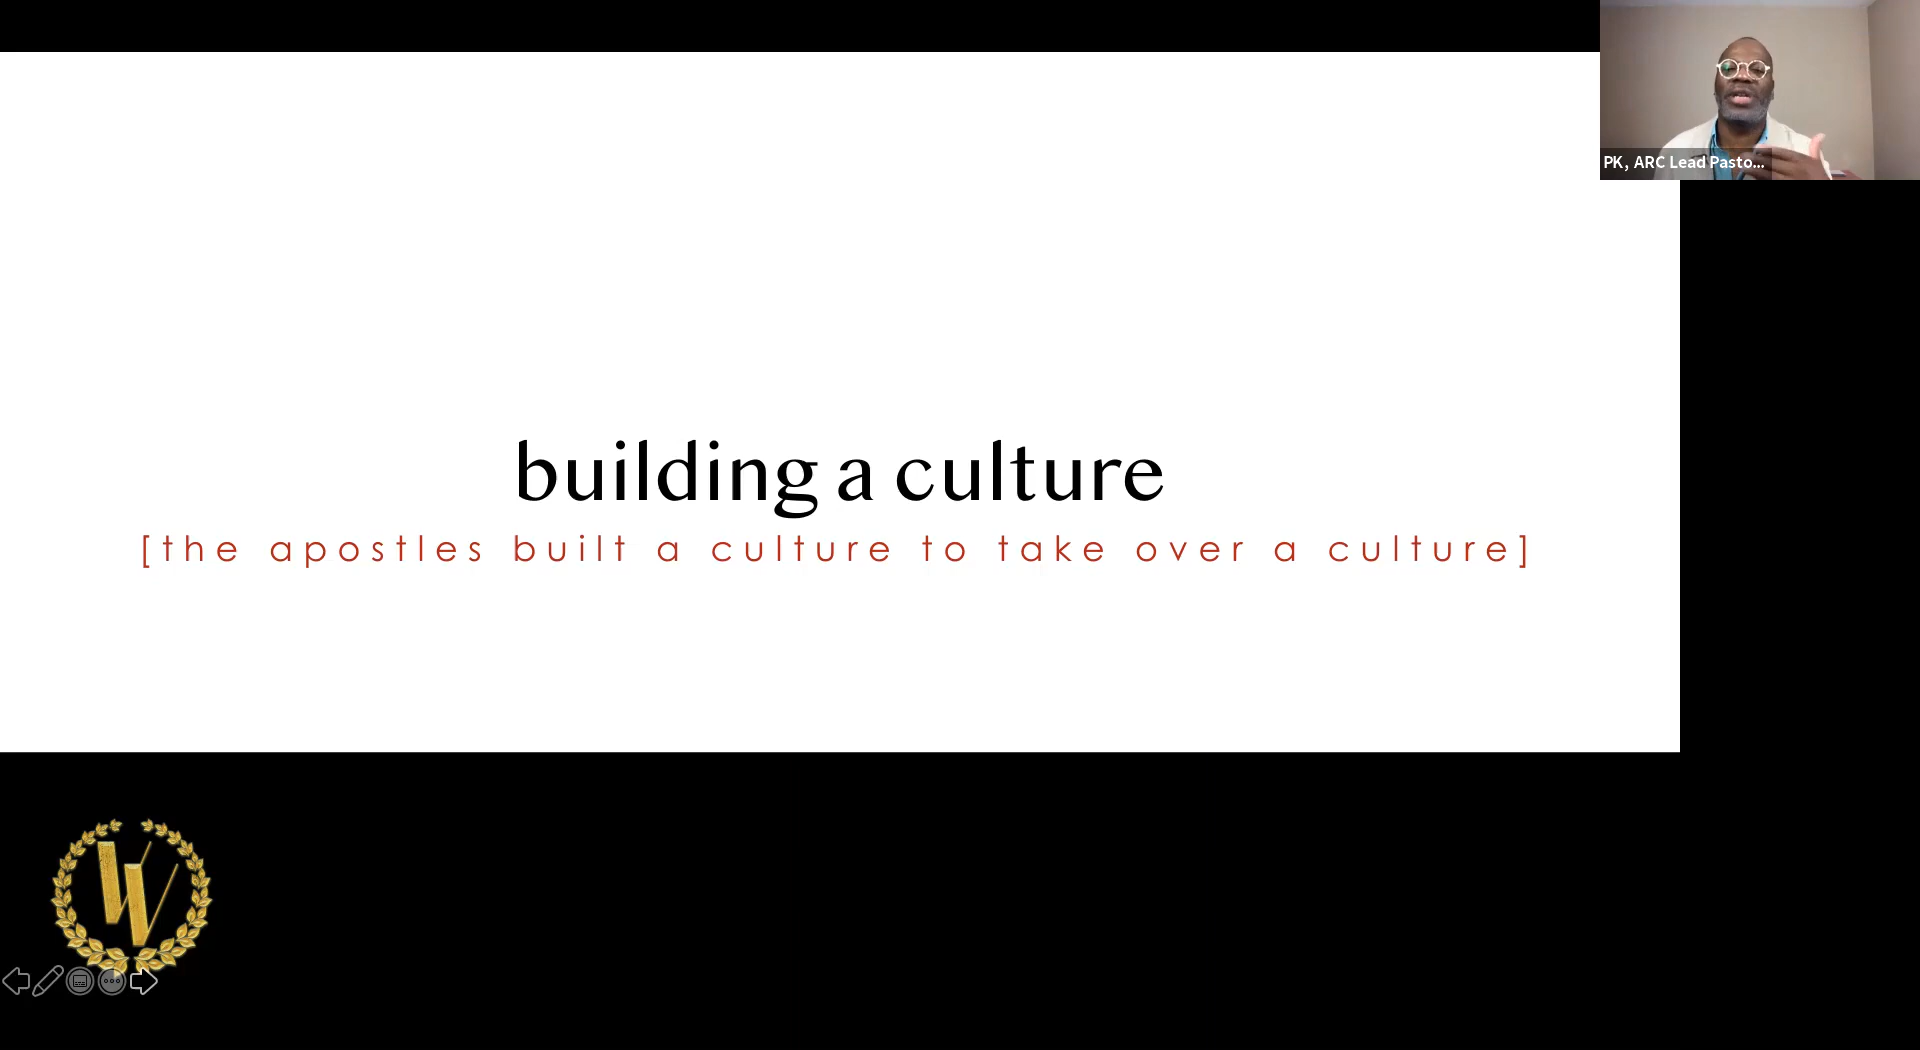 PK, ARC Lead Pasto...
building a culture
[the apostles built a culture to take over a culture]
W